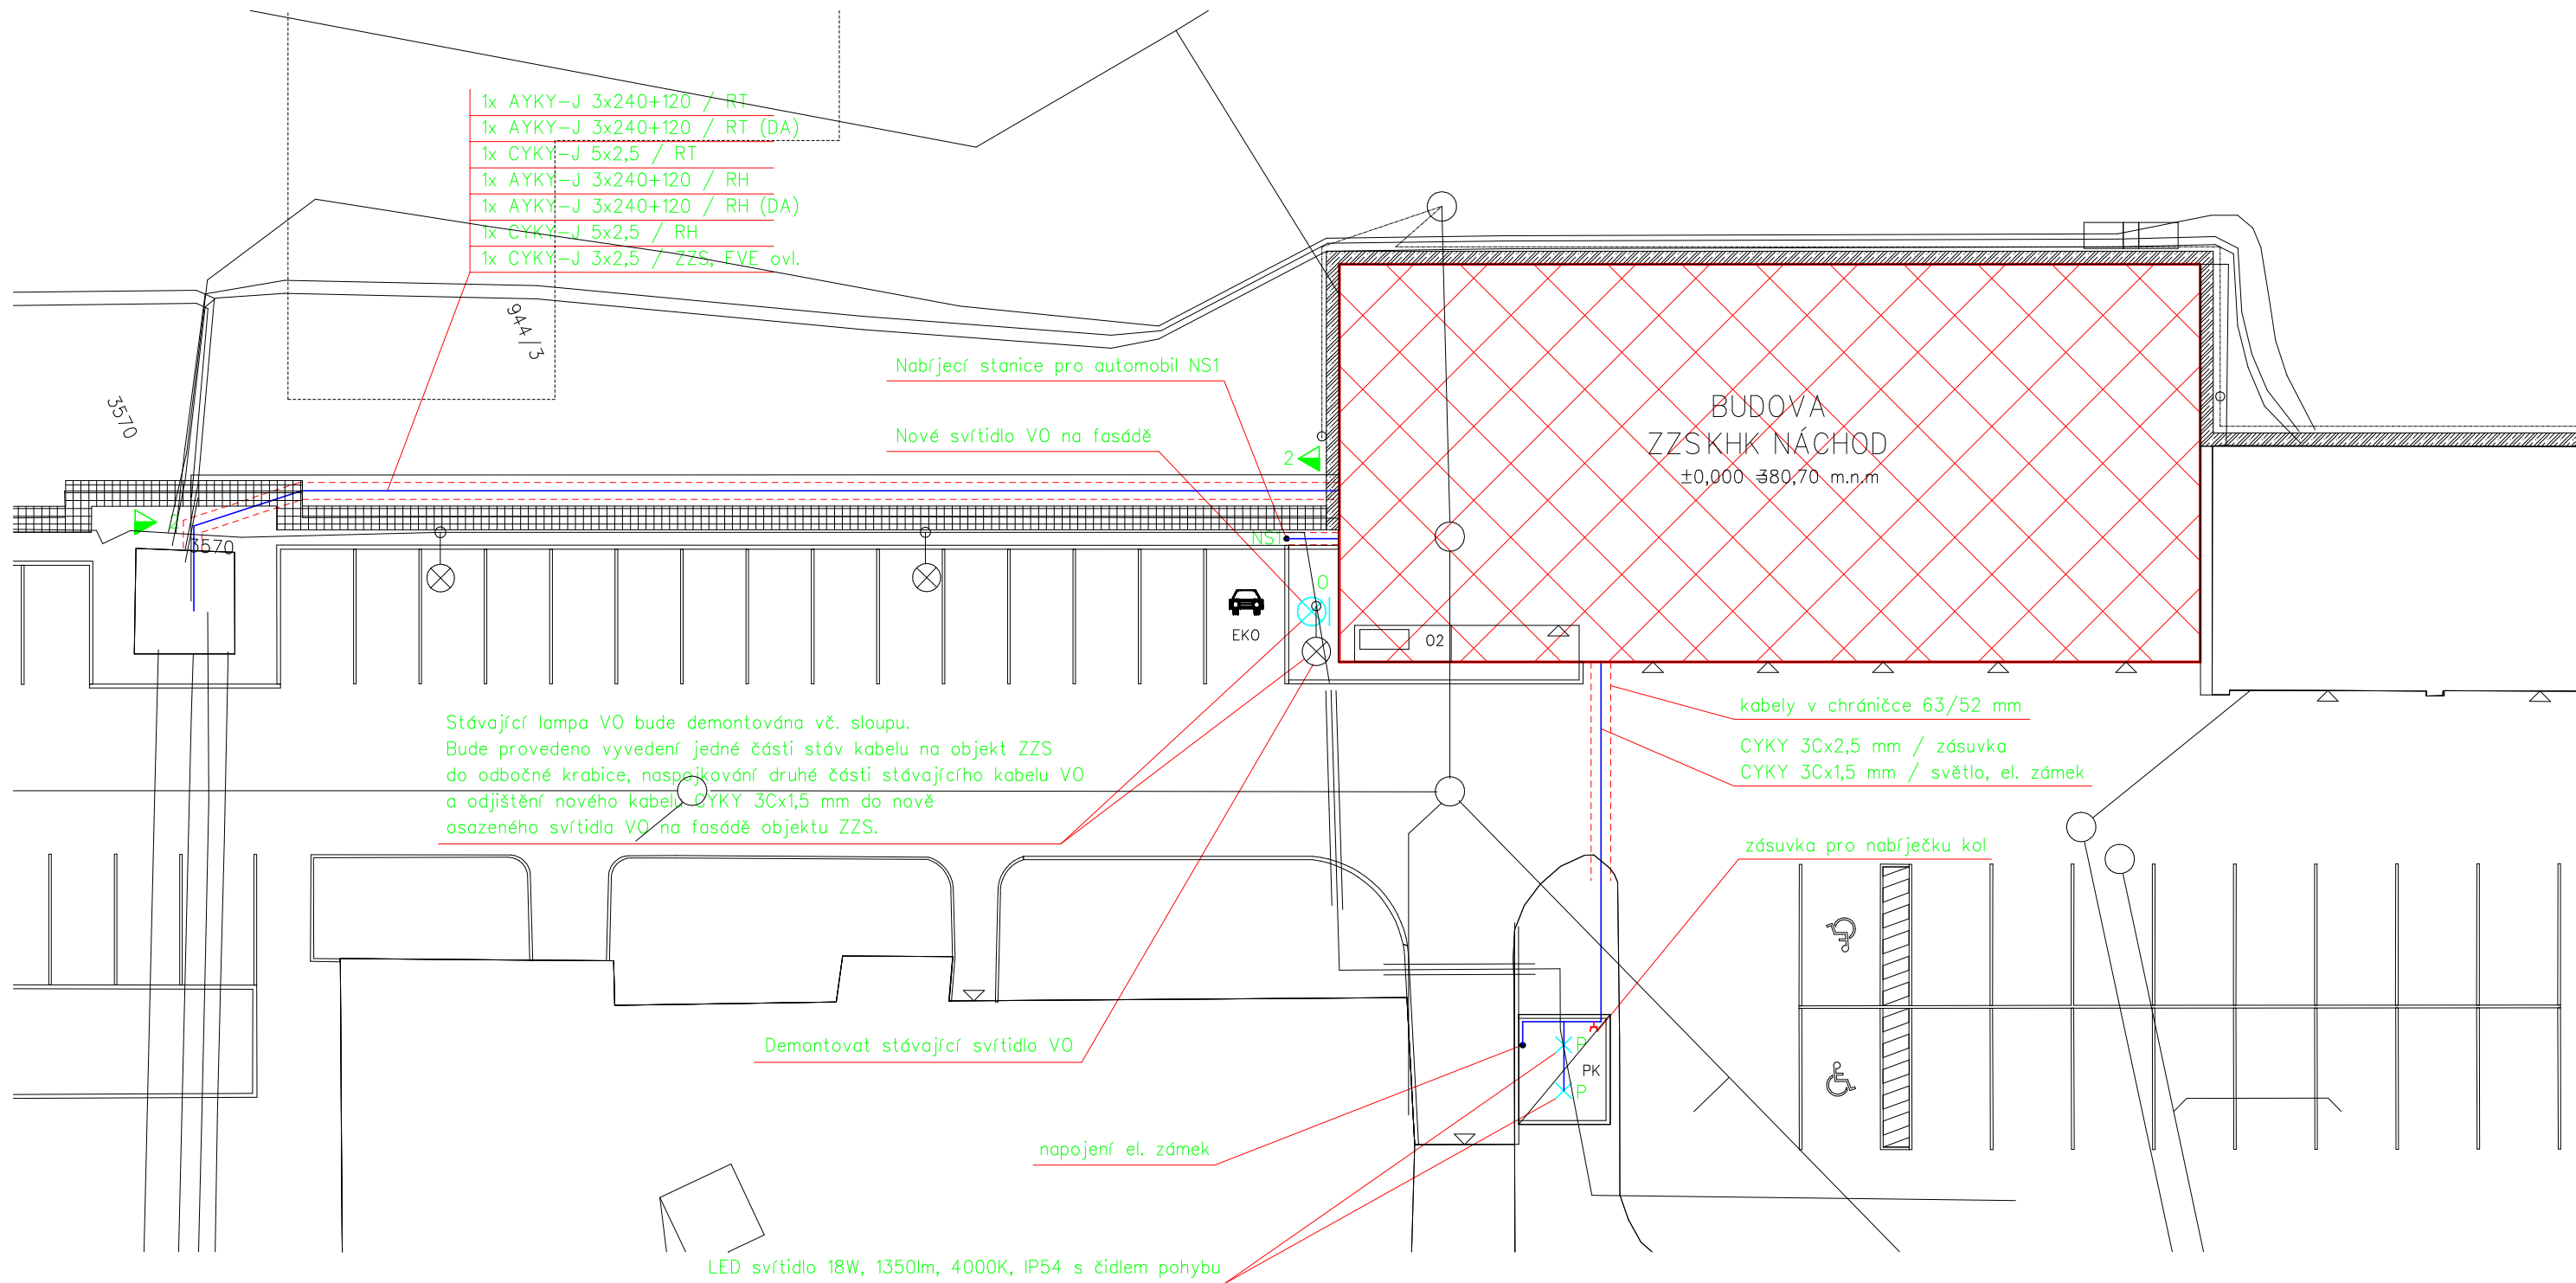 1x AYKY-J 3x240+120 / RT
1x AYKY-J 3x240+120 / RT (DA)
1x CYKY-J 5x2,5 / RT
1x AYKY-J 3x240+120 / RH
1x AYKY-J 3x240+120 / RH (DA)
1x CYKY-J 5x2,5 / RH
1x CYKY-J 3x2,5 / ZZS, FVE ovl.
944/3
3570
Nabíjecí stanice pro automobil NS1
Nové svítidlo VO na fasádě
2
BUDOVA
ZZSKHK NÁCHOD
±0,000 =380,70 m.n.m
2
3570
NS1
O
EKO
O2
Stávající lampa VO bude demontována vč. sloupu.
Bude provedeno vyvedení jedné části stáv kabelu na objekt ZZS
do odbočné krabice, naspojkování druhé části stávajícího kabelu VO
a odjištění nového kabelu CYKY 3Cx1,5 mm do nově
osazeného svítidla VO na fasádě objektu ZZS.
kabely v chráničce 63/52 mm
CYKY 3Cx2,5 mm / zásuvka
CYKY 3Cx1,5 mm / světlo, el. zámek
zásuvka pro nabíječku kol
Demontovat stávající svítidlo VO
P
PK
P
napojení el. zámek
LED svítidlo 18W, 1350lm, 4000K, IP54 s čidlem pohybu